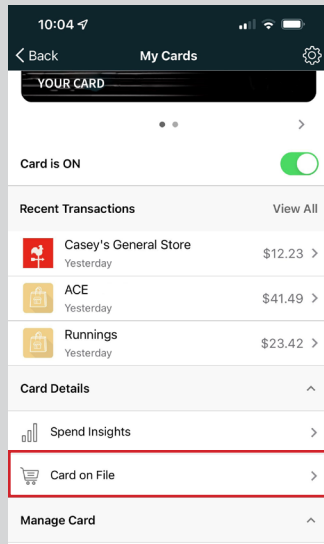 10:04
Back
My Cards
YOUR CARD
Card is ON
Recent Transactions
View All
Casey's General Store
$12.23
Yesterday
ACE
$41.49
Yesterday
Runnings
$23.42
Yesterday
Card Details
Spend Insights
Card on File
Manage Card